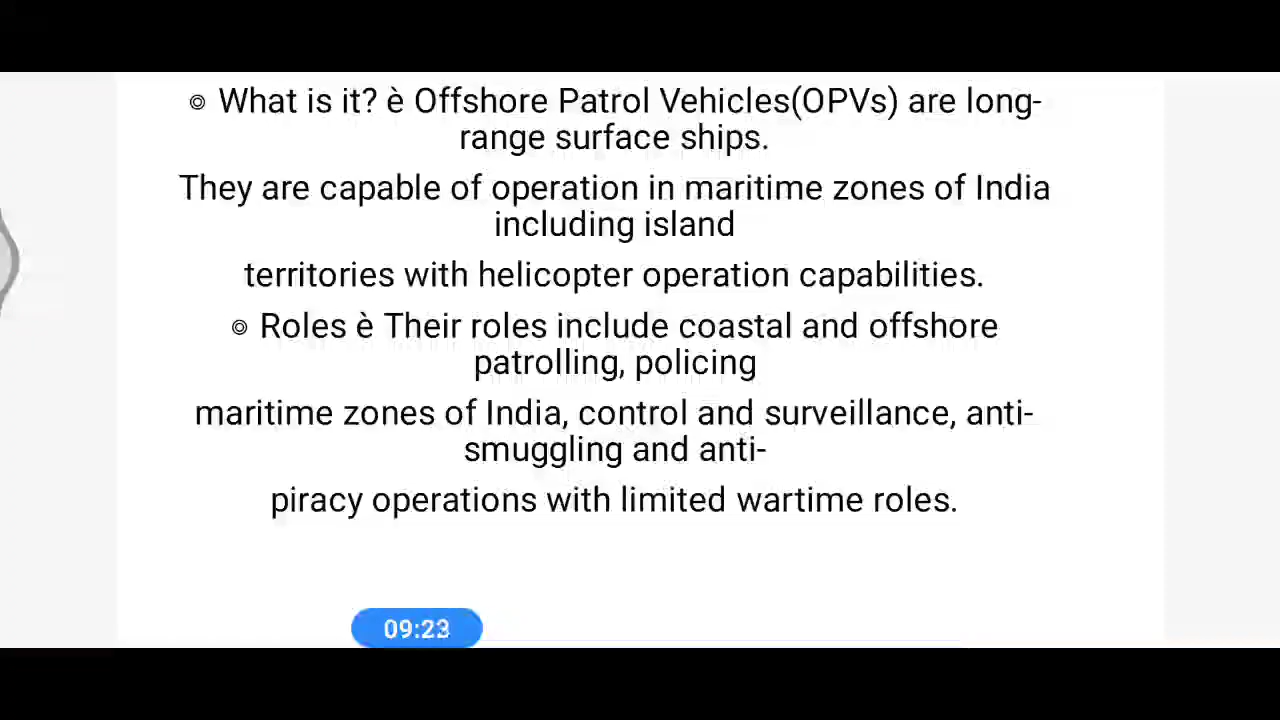 ◎ What is it? è Offshore Patrol Vehicles(OPVs) are long-
range surface ships.
They are capable of operation in maritime zones of India
including island
territories with helicopter operation capabilities.
◎ Roles è Their roles include coastal and offshore
patrolling, policing
maritime zones of India, control and surveillance, anti-
smuggling and anti-
piracy operations with limited wartime roles.
09:23